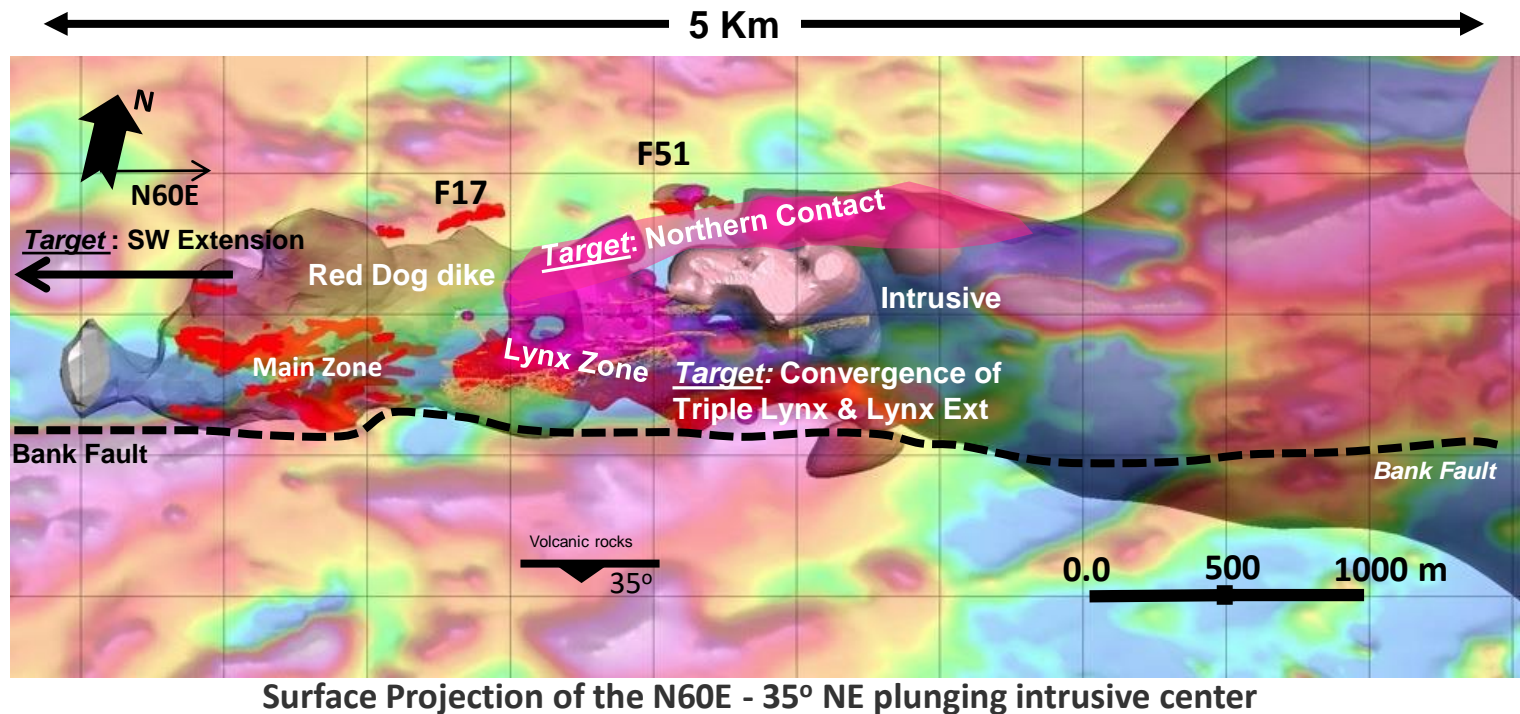 5 Km
N
N60E
F51
F17
Target : SW Extension
Target: Northern Contact
Red Dog dike
Intrusive
Lynx Zone
Main Zone
Target: Convergence of
Triple Lynx & Lynx Ext
Bank Fault
Bank Fault
Volcanic rocks
35º
0.0 500 1000 m
Surface Projection of the N60E - 35º NE plunging intrusive center